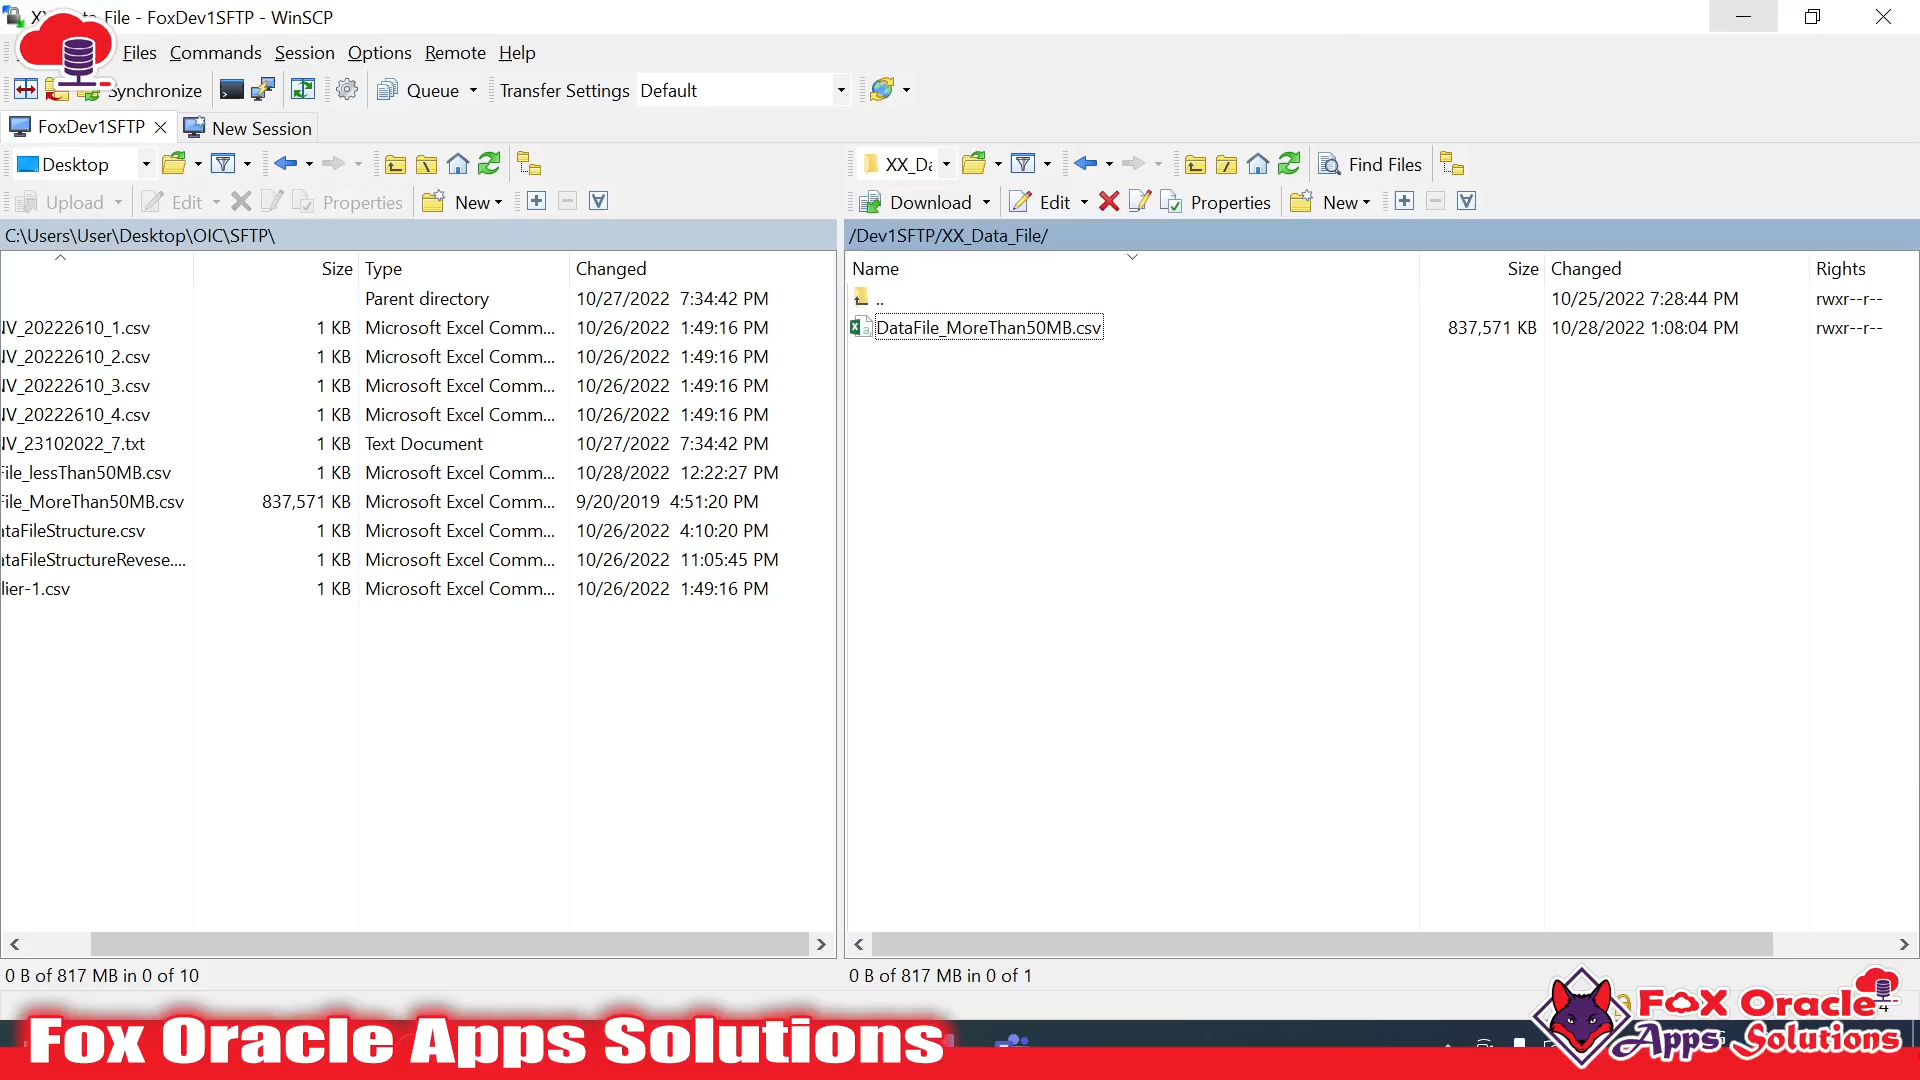 File - FoxDev1SFTP - WinSCP
Files Commands Session Options Remote Help
Synchronize Queue Transfer Settings Default
FoxDev1SFTP New Session
Desktop
Upload Edit Properties New
C:\Users\User\Desktop\OIC\SFTP\
Size Type Changed
Parent directory 10/27/2022 7:34:42 PM
IV_20222610_1.csv 1 KB Microsoft Excel Comm... 10/26/2022 1:49:16 PM
IV_20222610_2.csv 1 KB Microsoft Excel Comm... 10/26/2022 1:49:16 PM
IV_20222610_3.csv 1 KB Microsoft Excel Comm... 10/26/2022 1:49:16 PM
IV_20222610_4.csv 1 KB Microsoft Excel Comm... 10/26/2022 1:49:16 PM
IV_23102022_7.txt 1 KB Text Document 10/27/2022 7:34:42 PM
File_lessThan50MB.csv 1 KB Microsoft Excel Comm... 10/28/2022 12:22:27 PM
File_MoreThan50MB.csv 837,571 KB Microsoft Excel Comm... 9/20/2019 4:51:20 PM
ataFileStructure.csv 1 KB Microsoft Excel Comm... 10/26/2022 4:10:20 PM
ataFileStructureRevese.... 1 KB Microsoft Excel Comm... 10/26/2022 11:05:45 PM
lier-1.csv 1 KB Microsoft Excel Comm... 10/26/2022 1:49:16 PM
0 B of 817 MB in 0 of 10
XX_Da Find Files
Download Edit Properties New
/Dev1SFTP/XX_Data_File/
Name Size Changed Rights
.. 10/25/2022 7:28:44 PM rwxr--r--
DataFile_MoreThan50MB.csv 837,571 KB 10/28/2022 1:08:04 PM rwxr--r--
0 B of 817 MB in 0 of 1
Fox Oracle Apps Solutions
Fox Oracle
Apps Solutions